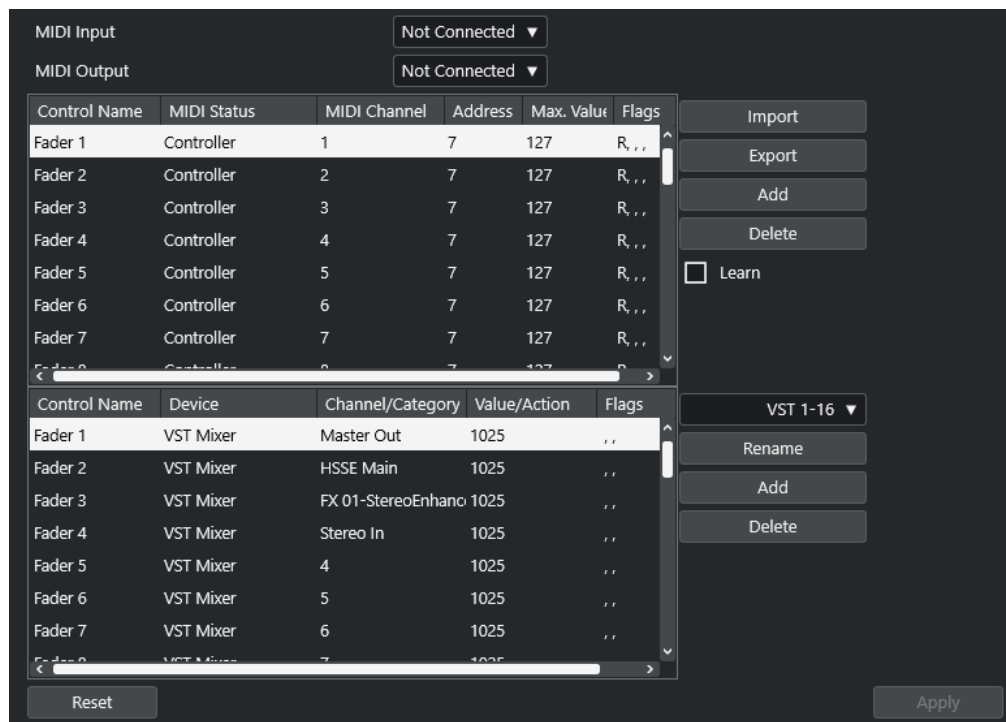 MIDI Input Not Connected ▼
MIDI Output Not Connected ▼
Control Name MIDI Status MIDI Channel Address Max. Value Flags
Fader 1 Controller 1 7 127 R, , ,
Fader 2 Controller 2 7 127 R, , ,
Fader 3 Controller 3 7 127 R, , ,
Fader 4 Controller 4 7 127 R, , ,
Fader 5 Controller 5 7 127 R, , ,
Fader 6 Controller 6 7 127 R, , ,
Fader 7 Controller 7 7 127 R, , ,
Import
Export
Add
Delete
Learn
Control Name Device Channel/Category Value/Action Flags
Fader 1 VST Mixer Master Out 1025 , ,
Fader 2 VST Mixer HSSE Main 1025 , ,
Fader 3 VST Mixer FX 01-StereoEnhanc 1025 , ,
Fader 4 VST Mixer Stereo In 1025 , ,
Fader 5 VST Mixer 4 1025 , ,
Fader 6 VST Mixer 5 1025 , ,
Fader 7 VST Mixer 6 1025 , ,
VST 1-16 ▼
Rename
Add
Delete
Reset
Apply